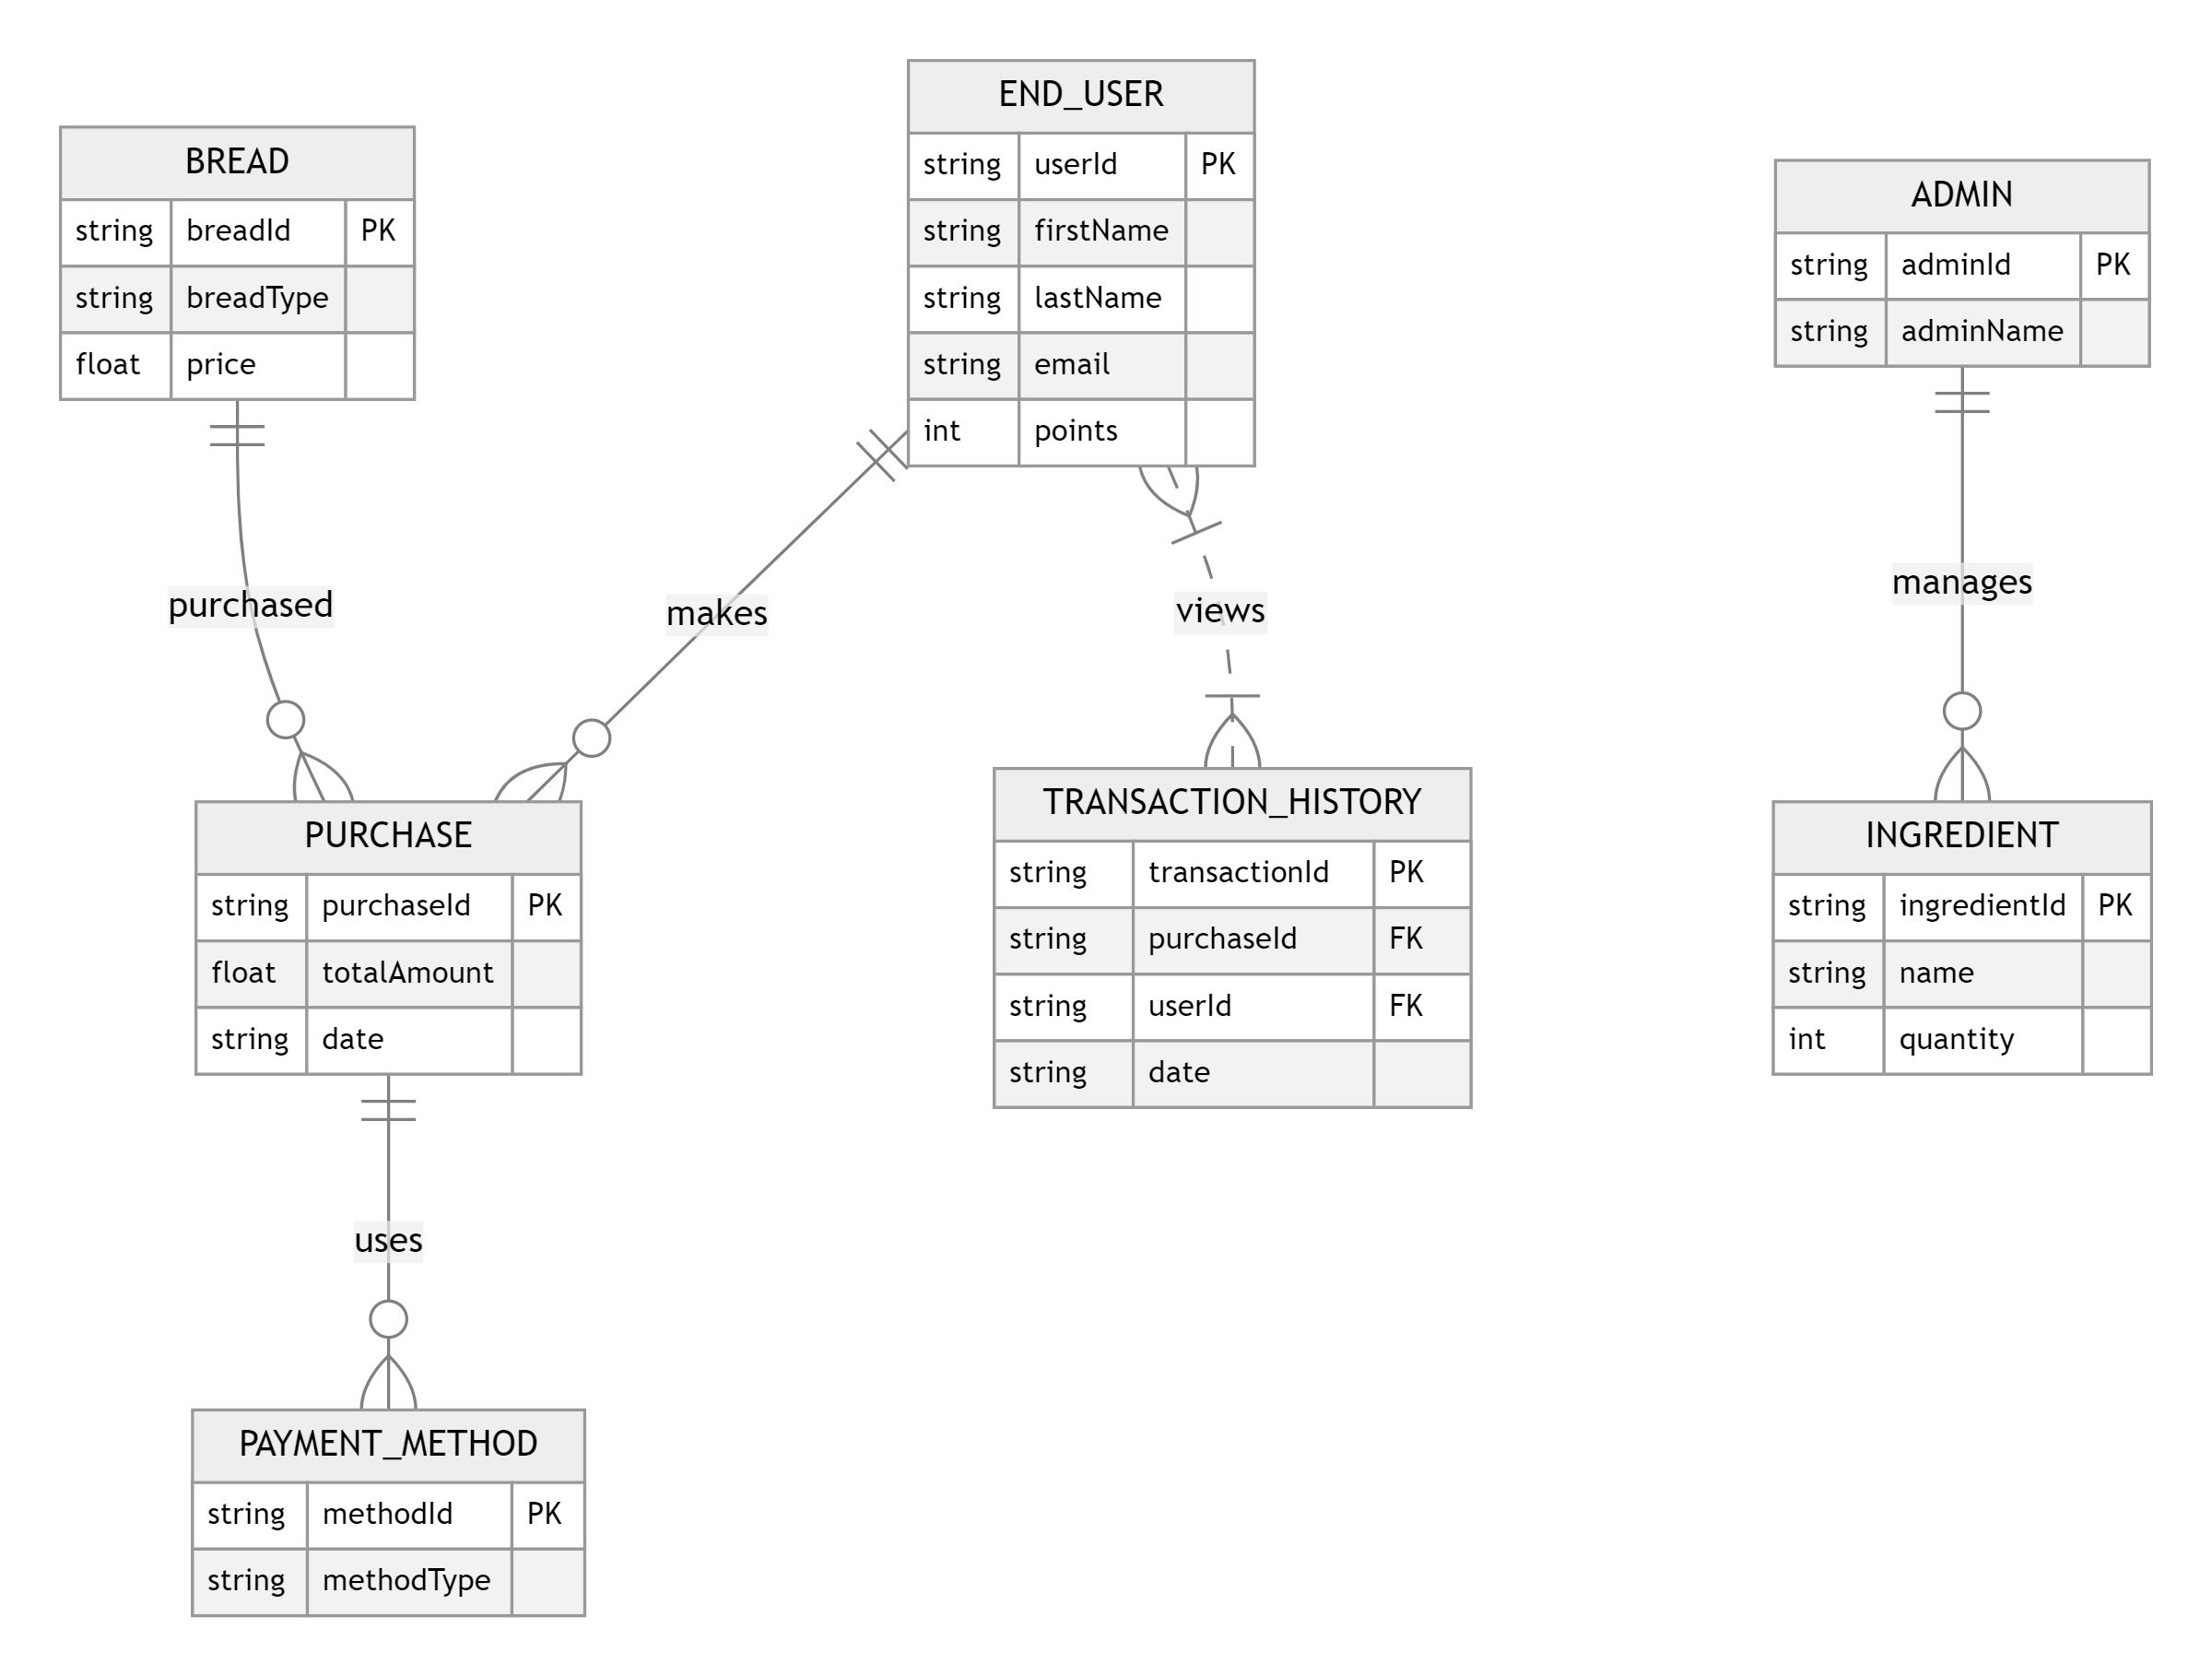 BREAD
string breadId PK
string breadType
float price
END_USER
string userId PK
string firstName
string lastName
string email
int points
ADMIN
string adminId PK
string adminName
purchased
makes
views
manages
PURCHASE
string purchaseId PK
float totalAmount
string date
TRANSACTION_HISTORY
string transactionId PK
string purchaseId FK
string userId FK
string date
INGREDIENT
string ingredientId PK
string name
int quantity
uses
PAYMENT_METHOD
string methodId PK
string methodType